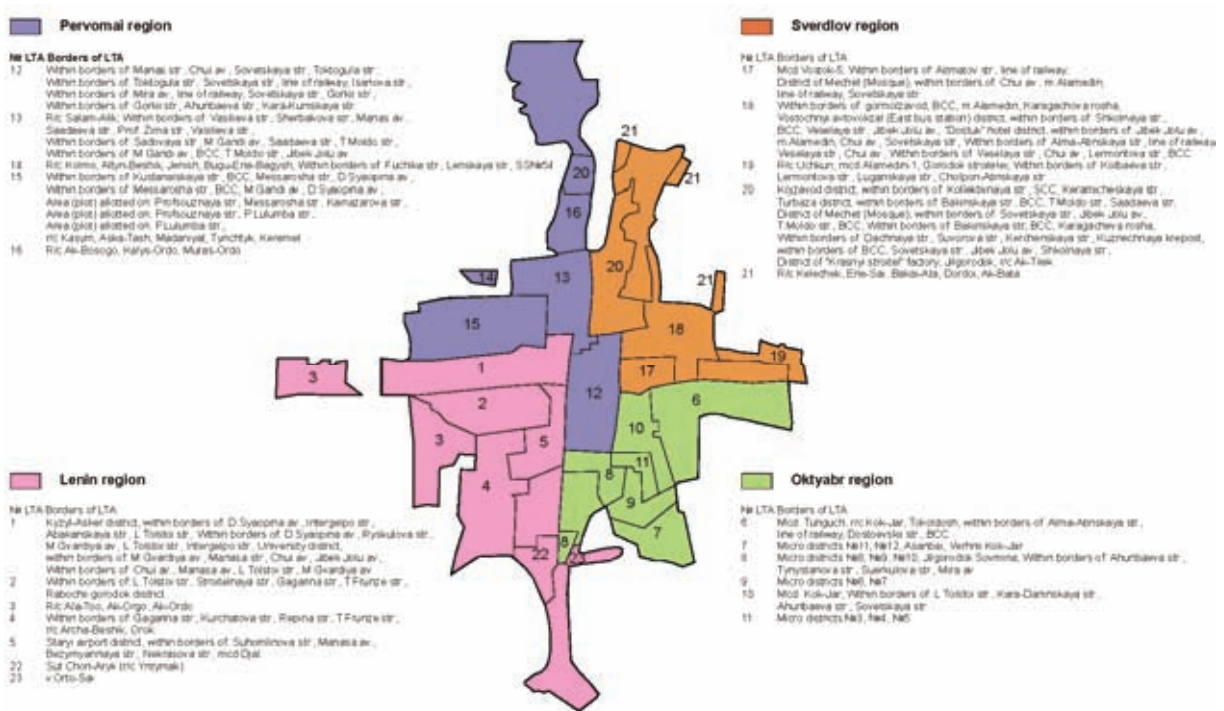 Pervomai region
№ LTA Borders of LTA
12 Within borders of Manas str, Chui av, Sovetskaya str, Toktogula str,
Within borders of Toktogula str, Sovetskaya str, line of railway, Isanova str,
Within borders of Mira av, line of railway, Sovetskaya str, Gorki str,
Within borders of Gorki str, Ahunbaeva str, Kara-Kumskaya str
13 R/c Salam-Alik, Within borders of Vasilieva str, Sherbakova str, Manas av,
Saadaeva str, Prof. Zima str, Vasilieva str,
Within borders of Sadovaya str, M Gandi av, Saadaeva str, T Moldo str,
Within borders of M Gandi av, BCC, T Moldo str, Jibek Jolu av
14 R/c Kolmo, Altyn-Beshik, Jenish, Bugu-Ene-Bagysh, Withthin borders of Fuchika str, Lenskaya str, SSh№54
15 Within borders of Kustanaiskaya str, BCC, Messarosha str, D Syaopina av,
Within borders of Messarosha str, BCC, M Gandi av, D Syaopina av,
Area (plot) allotted on: Profsouznaya str, Messarosha str, Kamazarova str,
Area (plot) allotted on: Profsouznaya str, P Lulumba str,
Area (plot) allotted on: P Lulumba str,
r/c Kasym, Aska-Tash, Madaniyat, Tynchtyk, Keremet
16 R/c Ak-Bosogo, Kalys-Ordo, Muras-Ordo
Sverdlov region
№ LTA Borders of LTA
17 Mcd Vostok-5, Within borders of Aitmatov str, line of railway,
District of Mechet (Mosque), within borders of Chui av, m Alamedin,
line of railway, Sovetskaya str
18 Within borders of gormolzavod, BCC, m Alamedin, Karagachova rosha,
Vostochnyi avtovokzal (East bus station) district, within borders of Shkolnaya str,
BCC, Veselaya str, Jibek Jolu av, "Dostuk" hotel district, within borders of Jibek Jolu av,
m Alamedin, Chui av, Sovetskaya str, Within borders of Alma-Atinskaya str, line of railway,
Veselaya str, Chui av, Within borders of Veselaya str, Chui av, Lermontova str, BCC
19 R/c Uchkun, mcd Alamedin 1, Gorodok stroitelei, Within borders of Kolbaeva str,
Lermontova str, Luganskaya str, Cholpon-Atinskaya str
20 Kojzavod district, within borders of Kollektivnaya str, SCC, Keramicheskaya str,
Turbaza district, within borders of Bakinskaya str, BCC, T Moldo str, Saadaeva str,
District of Mechet (Mosque), within borders of Sovetskaya str, Jibek Jolu av,
T Moldo str, BCC, Within borders of Bakinskaya str, BCC, Karagacheva rosha,
Within borders of Dachnaya str, Suvorova str, Kerchenskaya str, Kuznechnaya krepost,
within borders of BCC, Sovetskaya str, Jibek Jolu av, Shkolnaya str,
District of "Krasnyi stroitel" factory, Jilgorodok, r/c Ak-Tilek
21 R/c Kelechek, Ene-Sai, Bakai-Ata, Dordoi, Ak-Bata
21
21
20
16
13
14
20
21
15
18
1
17
19
3
12
2
6
10
3
5
11
4
8
9
7
8
22
23
Lenin region
№ LTA Borders of LTA
1 Kyzyl-Asker district, within borders of D Syaopina av, Intergelpo str,
Abakanskaya str, L Tolstoi str, Within borders of D Syaopina av, Ryskulova str,
M Gvardiya av, L Tolstoi str, Intergelpo str, University district,
within borders of M Gvardiya av, Manasa str, Chui av, Jibek Jolu av,
Within borders of Chui av, Manasa av, L Tolstoi str, M Gvardiya av
2 Within borders of L Tolstoi str, Stroitelnaya str, Gagarina str, T Frunze str,
Rabochii gorodok district
3 R/c Ala-Too, Ak-Orgo, Ak-Ordo
4 Within borders of Gagarina str, Kurchatova str, Repina str, T Frunze str,
r/c Archa-Beshik, Orok
5 Staryi airport district, within borders of Suhomlinova str, Manasa av,
Bezymyannaya str, Nekrasova str, mcd Djal
22 Sut Chon-Aryk (r/c Yntymak)
23 v Orto-Sai
Oktyabr region
№ LTA Borders of LTA
6 Mcd Tunguch, r/c Kok-Jar, Tokoldosh, within borders of Alma-Atinskaya str,
line of railway, Dostoevski str, BCC
7 Micro districts №11, №12, Asanbai, Verhnii Kok-Jar
8 Micro districts №8, №9, №10, Jilgorodok Sovmina, Within borders of Ahunbaeva str,
Tynystanova str, Suerkulova str, Mira av
9 Micro districts №6, №7
10 Mcd Kok-Jar, Within borders of L Tolstoi str, Kara-Darinskaya str,
Ahunbaeva str, Sovetskaya str
11 Micro districts №3, №4, №5